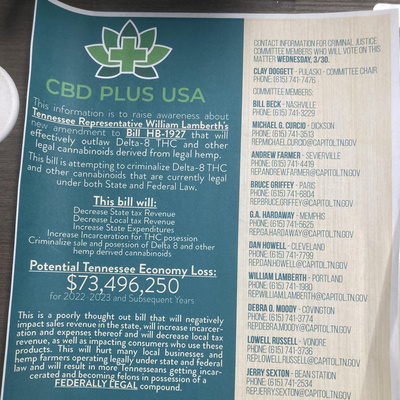 CBD PLUS USA
This information is to raise awareness about
Tennessee Representative William Lamberth's
new amendment to Bill HB-1927 that will
effectively outlaw Delta-8 THC and other
legal cannabinoids derived from legal hemp.
This bill is attempting to criminalize Delta-8 THC
and other cannabinoids that are currently legal
under both State and Federal Law.
This bill will:
Decrease State tax Revenue
Decrease Local tax Revenue
Increase State Expenditures
Increase Incarceration for THC posession
Criminalize sale and posession of Delta 8 and other
hemp derived cannabinoids
Potential Tennessee Economy Loss:
$73,496,250
for 2022-2023 and Subsequent Years
This is a poorly thought out bill that will negatively
impact sales revenue in the state, will increase incarcer-
ation and expenses thereof and will decrease local tax
revenue, as well as impacting consumers who use these
products. This will hurt many local businesses and
hemp farmers operating legally under state and federal
law and will result in more Tennesseeans getting incar-
cerated and becoming felons in possession of a
FEDERALLY LEGAL compound.
CONTACT INFORMATION FOR CRIMINAL JUSTICE
COMMITTEE MEMBERS WHO WILL VOTE ON THIS
MATTER WEDNESDAY, 3/30.
CLAY DOGGETT - PULASKI - COMMITTEE CHAIR
PHONE: (615) 741-7476
COMMITTEE MEMBERS:
BILL BECK - NASHVILLE
PHONE: (615) 741-3229
MICHAEL G. CURCIO - DICKSON
PHONE: (615) 741-3513
REP.MICHAEL.CURCIO@CAPITOL.TN.GOV
ANDREW FARMER - SEVIERVILLE
PHONE: (615) 741-4419
REP.ANDREW.FARMER@CAPITOL.TN.GOV
BRUCE GRIFFEY - PARIS
PHONE: (615) 741-6804
REP.BRUCE.GRIFFEY@CAPITOL.TN.GOV
G.A. HARDAWAY - MEMPHIS
PHONE: (615) 741-5625
REP.GA.HARDAWAY@CAPITOL.TN.GOV
DAN HOWELL - CLEVELAND
PHONE: (615) 741-7799
REP.DAN.HOWELL@CAPITOL.TN.GOV
WILLIAM LAMBERTH - PORTLAND
PHONE: (615) 741-1980
REP.WILLIAM.LAMBERTH@CAPITOL.TN.GOV
DEBRA D. MOODY - COVINGTON
PHONE: (615) 741-3774
REP.DEBRA.MOODY@CAPITOL.TN.GOV
LOWELL RUSSELL - VONORE
PHONE: (615) 741-3736
REP.LOWELL.RUSSELL@CAPITOL.TN.GOV
JERRY SEXTON - BEAN STATION
PHONE: (615) 741-2534
REP.JERRY.SEXTON@CAPITOL.TN.GOV